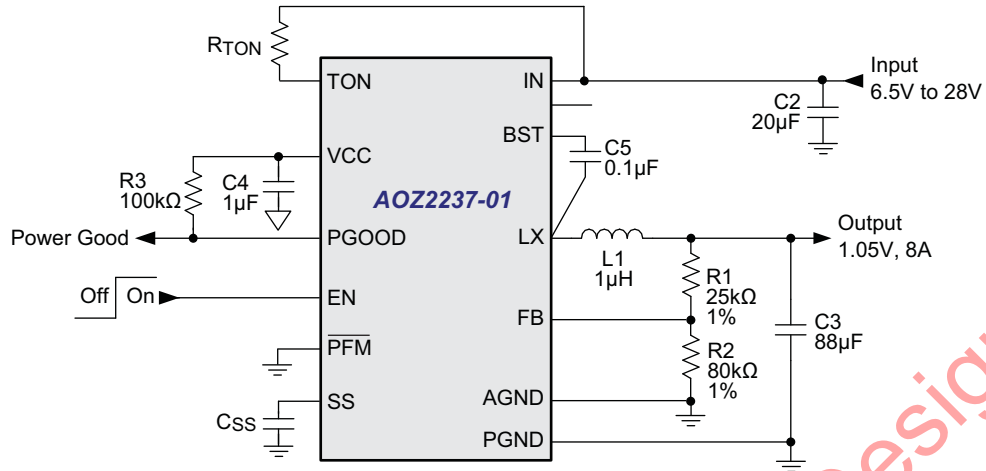 RTON
TON
IN
Input
6.5V to 28V
C2
20µF
BST
C5
0.1µF
VCC
R3
100kΩ
C4
1µF
AOZ2237-01
Power Good
PGOOD
LX
L1
1µH
Output
1.05V, 8A
R1
25kΩ
1%
Off On
EN
FB
C3
88µF
PFM
R2
80kΩ
1%
SS
CSS
AGND
PGND
Desig